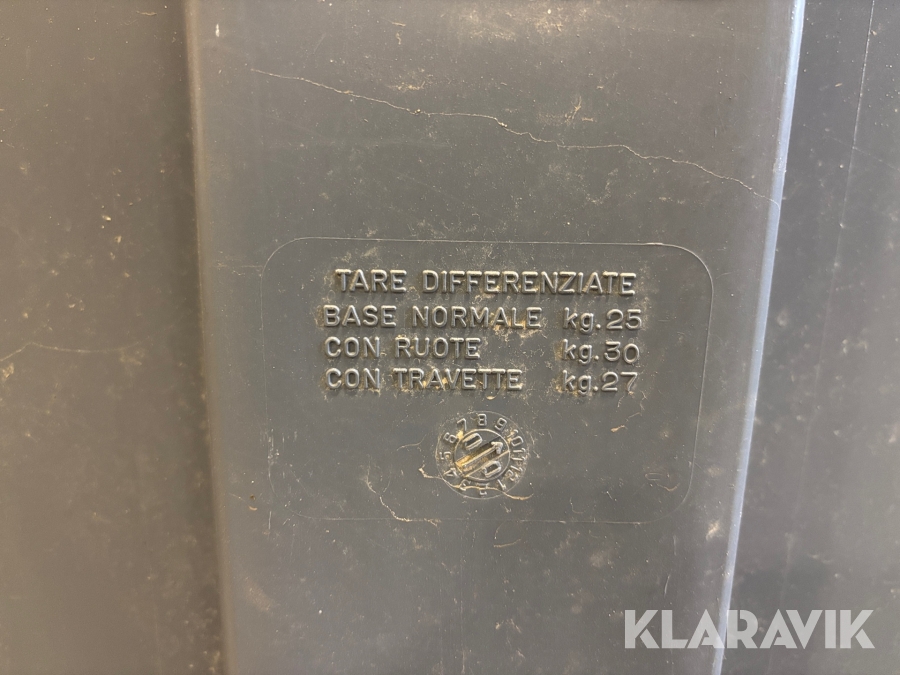 TARE DIFFERENZIATE
BASE NORMALE kg.25
CON RUOTE kg.30
CON TRAVETTE kg.27
KLARAVIK